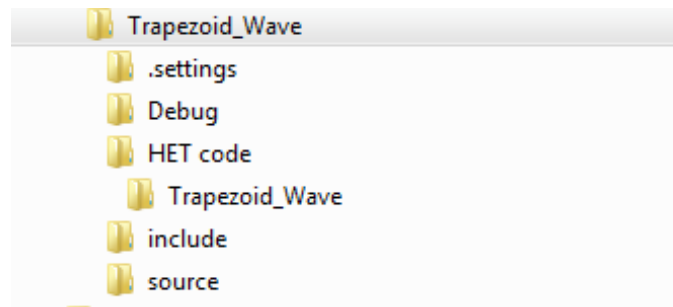 Trapezoid_Wave
.settings
Debug
HET code
Trapezoid_Wave
include
source